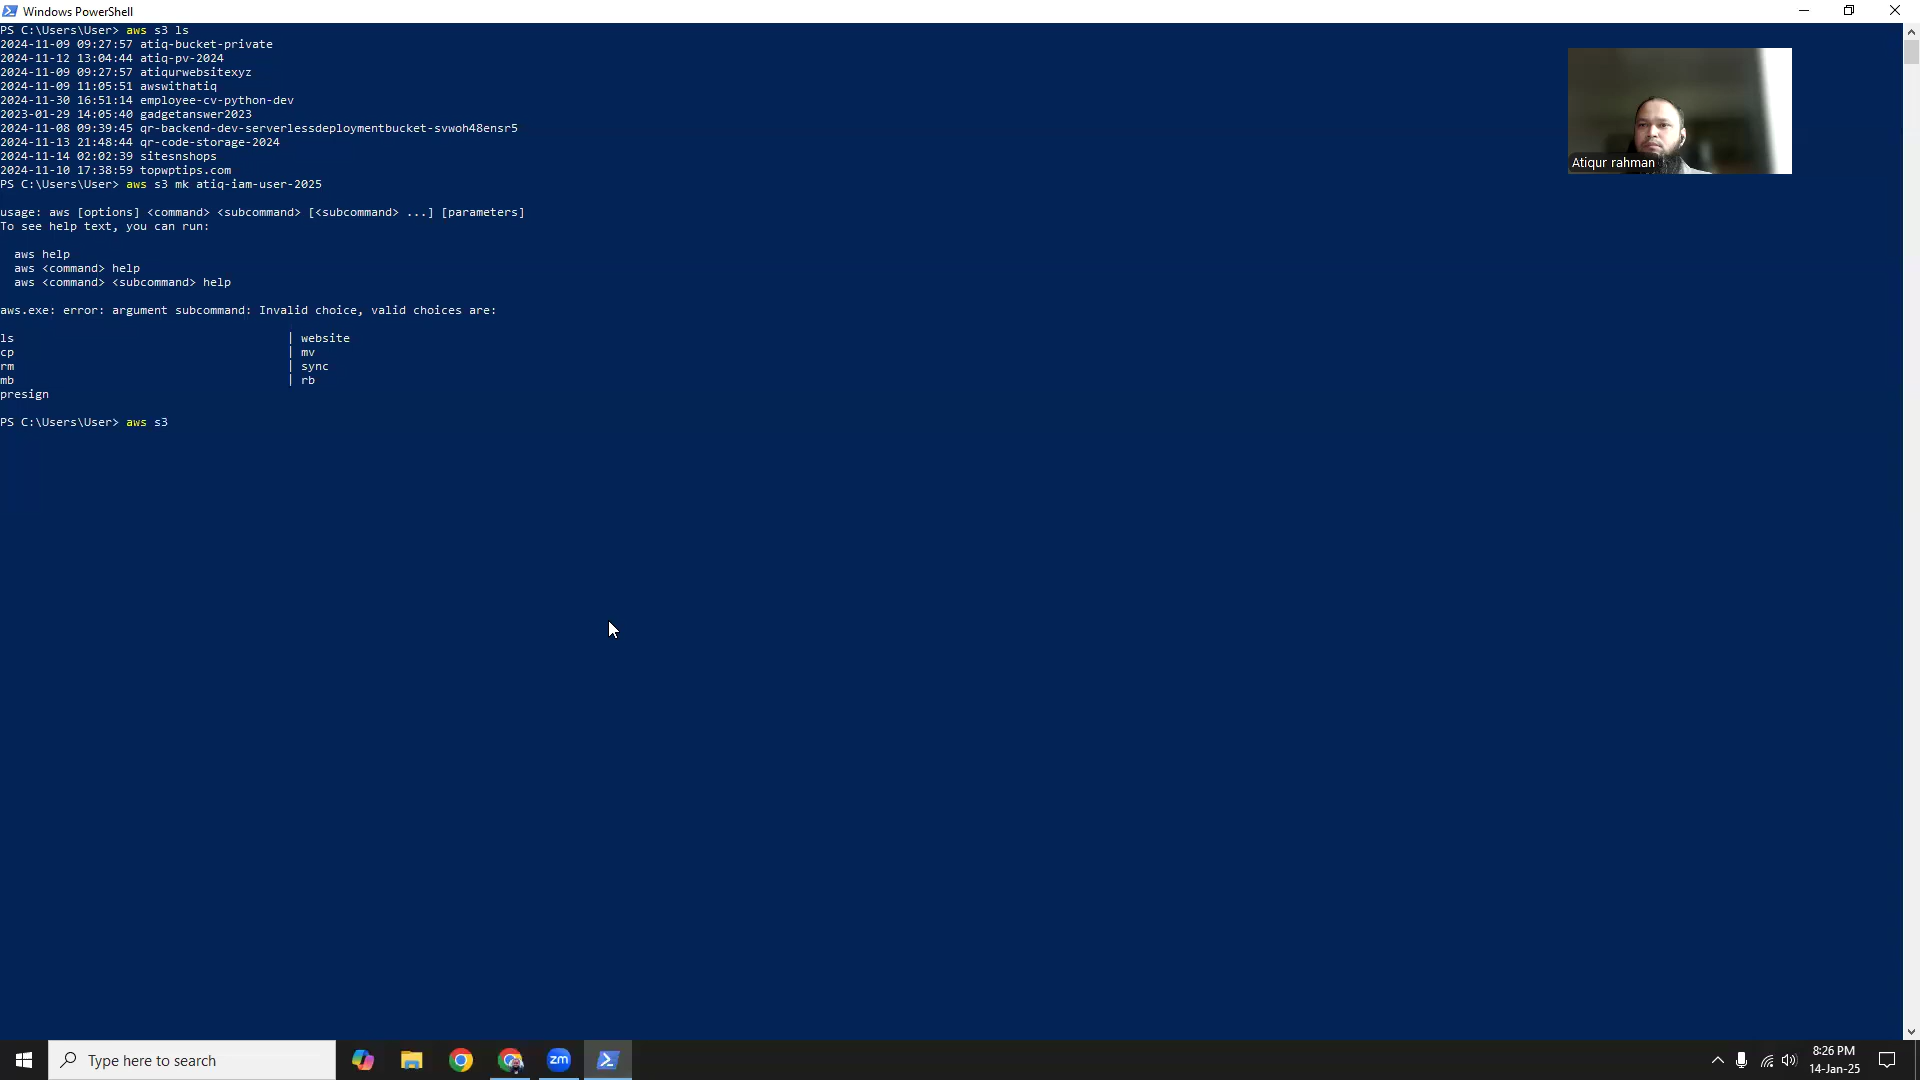 Windows PowerShell
PS C:\Users\User> aws s3 ls
2024-11-09 09:27:57 atiq-bucket-private
2024-11-12 13:04:44 atiq-pv-2024
2024-11-09 09:27:57 atiqurwebsitexyz
2024-11-09 11:05:51 awswithatiq
2024-11-30 16:51:14 employee-cv-python-dev
2023-01-29 14:05:40 gadgetanswer2023
2024-11-08 09:39:45 qr-backend-dev-serverlessdeploymentbucket-svwoh48ensr5
2024-11-13 21:48:44 qr-code-storage-2024
2024-11-14 02:02:39 sitesnshops
2024-11-10 17:38:59 topwptips.com
PS C:\Users\User> aws s3 mk atiq-iam-user-2025
usage: aws [options] <command> <subcommand> [<subcommand> ...] [parameters]
To see help text, you can run:
aws help
aws <command> help
aws <command> <subcommand> help
aws.exe: error: argument subcommand: Invalid choice, valid choices are:
ls | website
cp | mv
rm | sync
mb | rb
presign
PS C:\Users\User> aws s3
Atiqur rahman
Type here to search
zm
8:26 PM
14-Jan-25